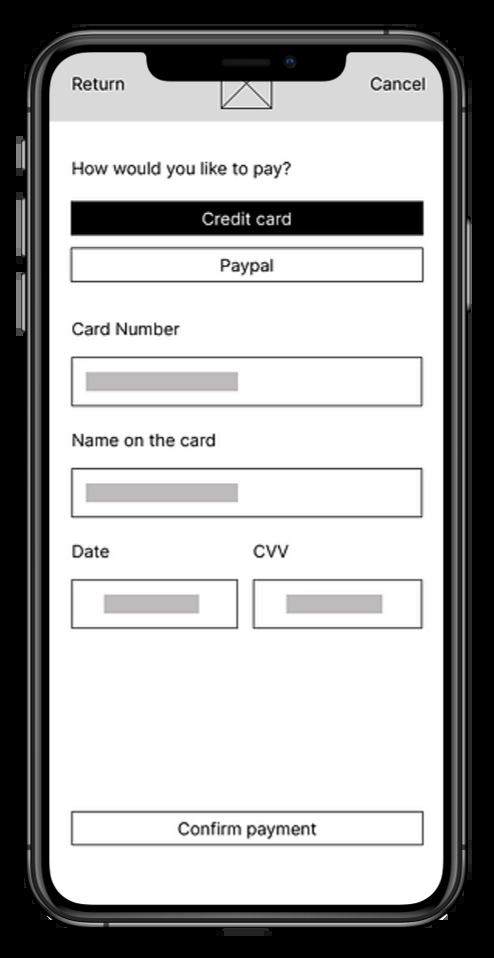 Return
Cancel
How would you like to pay?
Credit card
Paypal
Card Number
Name on the card
Date
CVV
Confirm payment